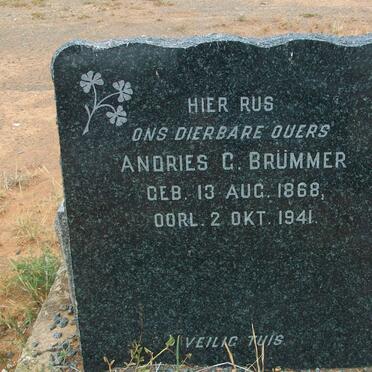 HIER RUS
ONS DIERBARE OUERS
ANDRIES G. BRÜMMER
GEB. 13 AUG. 1868,
OORL. 2 OKT. 1941.
VEILIG TUIS